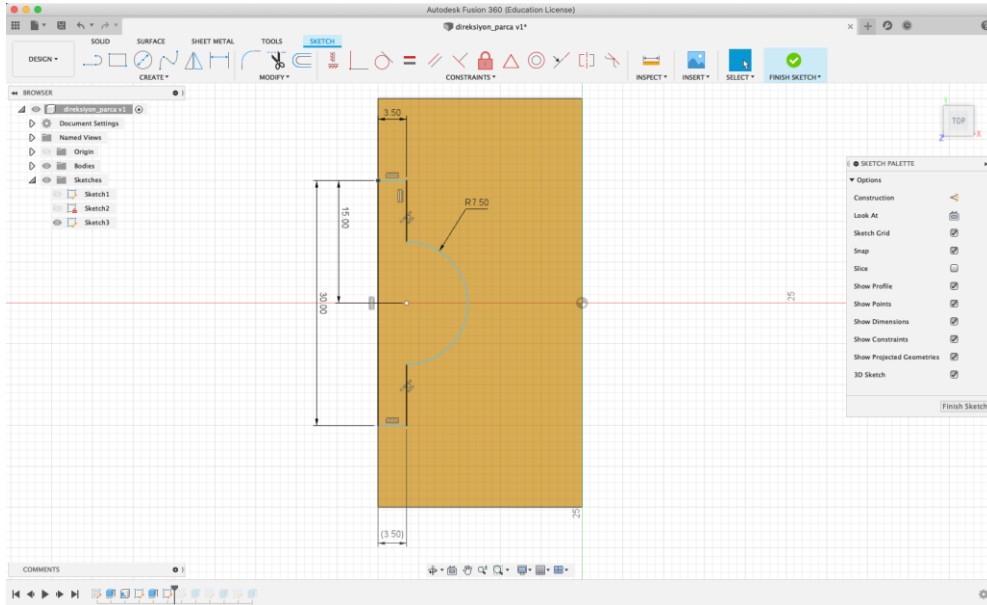 Autodesk Fusion 360 (Education License)
direksiyon_parca v1*
SOLID SURFACE SHEET METAL TOOLS SKETCH
DESIGN
CREATE MODIFY CONSTRAINTS INSPECT INSERT SELECT FINISH SKETCH
BROWSER
direksiyon_parca v1
Document Settings
Named Views
Origin
Bodies
Sketches
Sketch1
Sketch2
Sketch3
3.50
15.00
R7.50
30.00
25
25
(3.50)
Y
TOP
X
Z
SKETCH PALETTE
Options
Construction
Look At
Sketch Grid
Snap
Slice
Show Profile
Show Points
Show Dimensions
Show Constraints
Show Projected Geometries
3D Sketch
Finish Sketch
COMMENTS